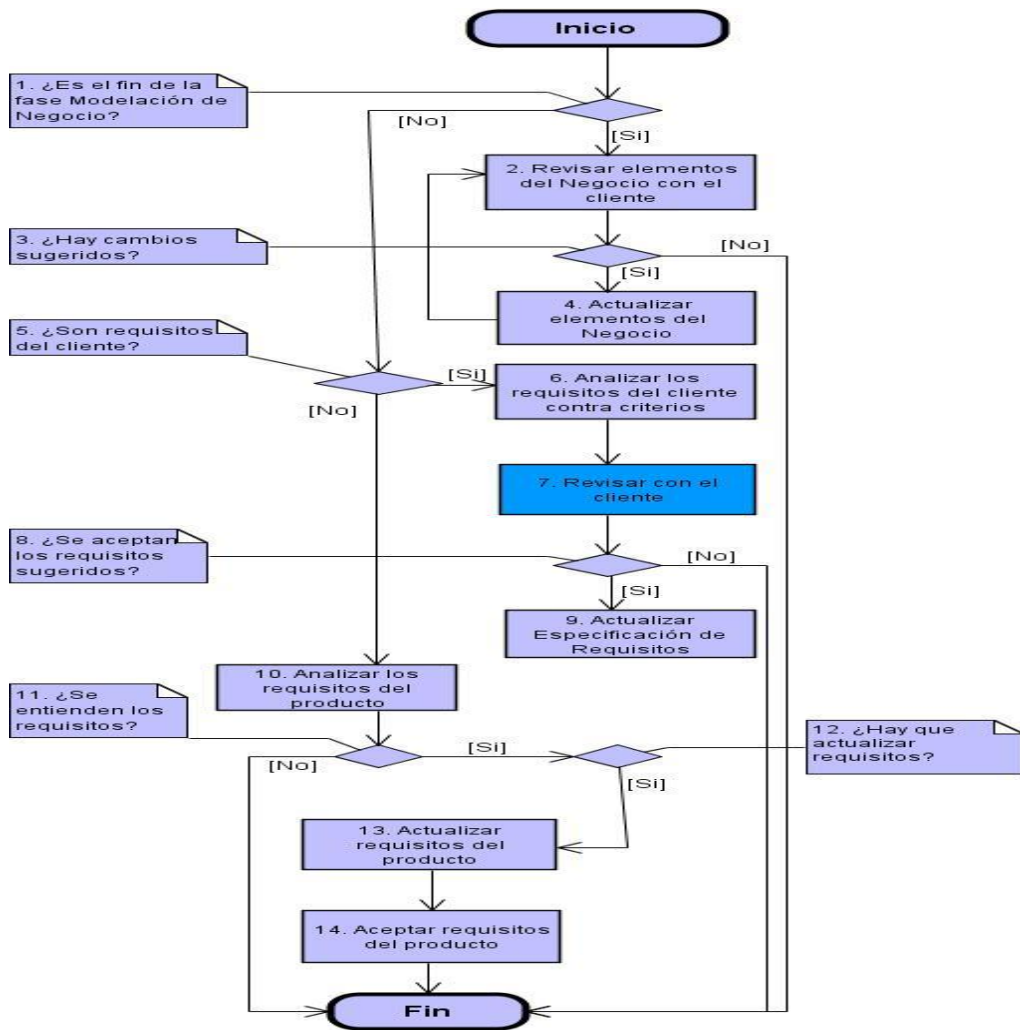 Inicio
1. ¿Es el fin de la
fase Modelación de
Negocio?
[No]
[Si]
2. Revisar elementos
del Negocio con el
cliente
3. ¿Hay cambios
sugeridos?
[No]
[Si]
4. Actualizar
elementos del
Negocio
5. ¿Son requisitos
del cliente?
[Si]
[No]
6. Analizar los
requisitos del cliente
contra criterios
7. Revisar con el
cliente
8. ¿Se aceptan
los requisitos
sugeridos?
[No]
[Si]
9. Actualizar
Especificación de
Requisitos
10. Analizar los
requisitos del
producto
11. ¿Se
entienden los
requisitos?
[No]
[Si]
12. ¿Hay que
actualizar
requisitos?
[Si]
13. Actualizar
requisitos del
producto
14. Aceptar requisitos
del producto
Fin